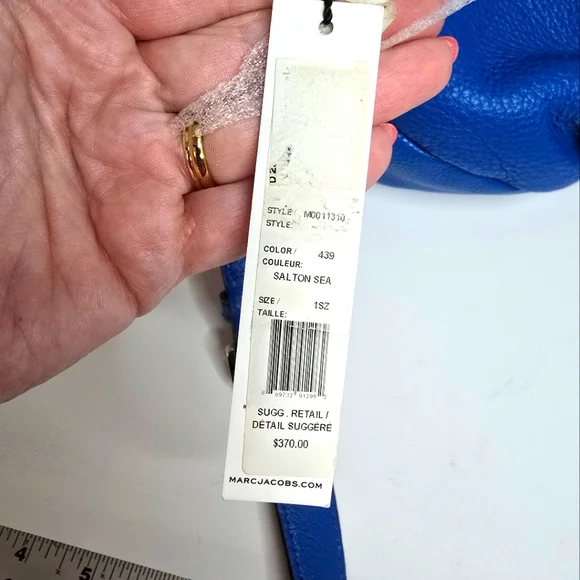 STYLE/ M0011310
STYLE:
COLOR/ 439
COULEUR:
SALTON SEA
SIZE/ 1SZ
TAILLE:
SUGG. RETAIL /
DÉTAIL SUGGÉRÉ
$370.00
MARCJACOBS.COM
4 5